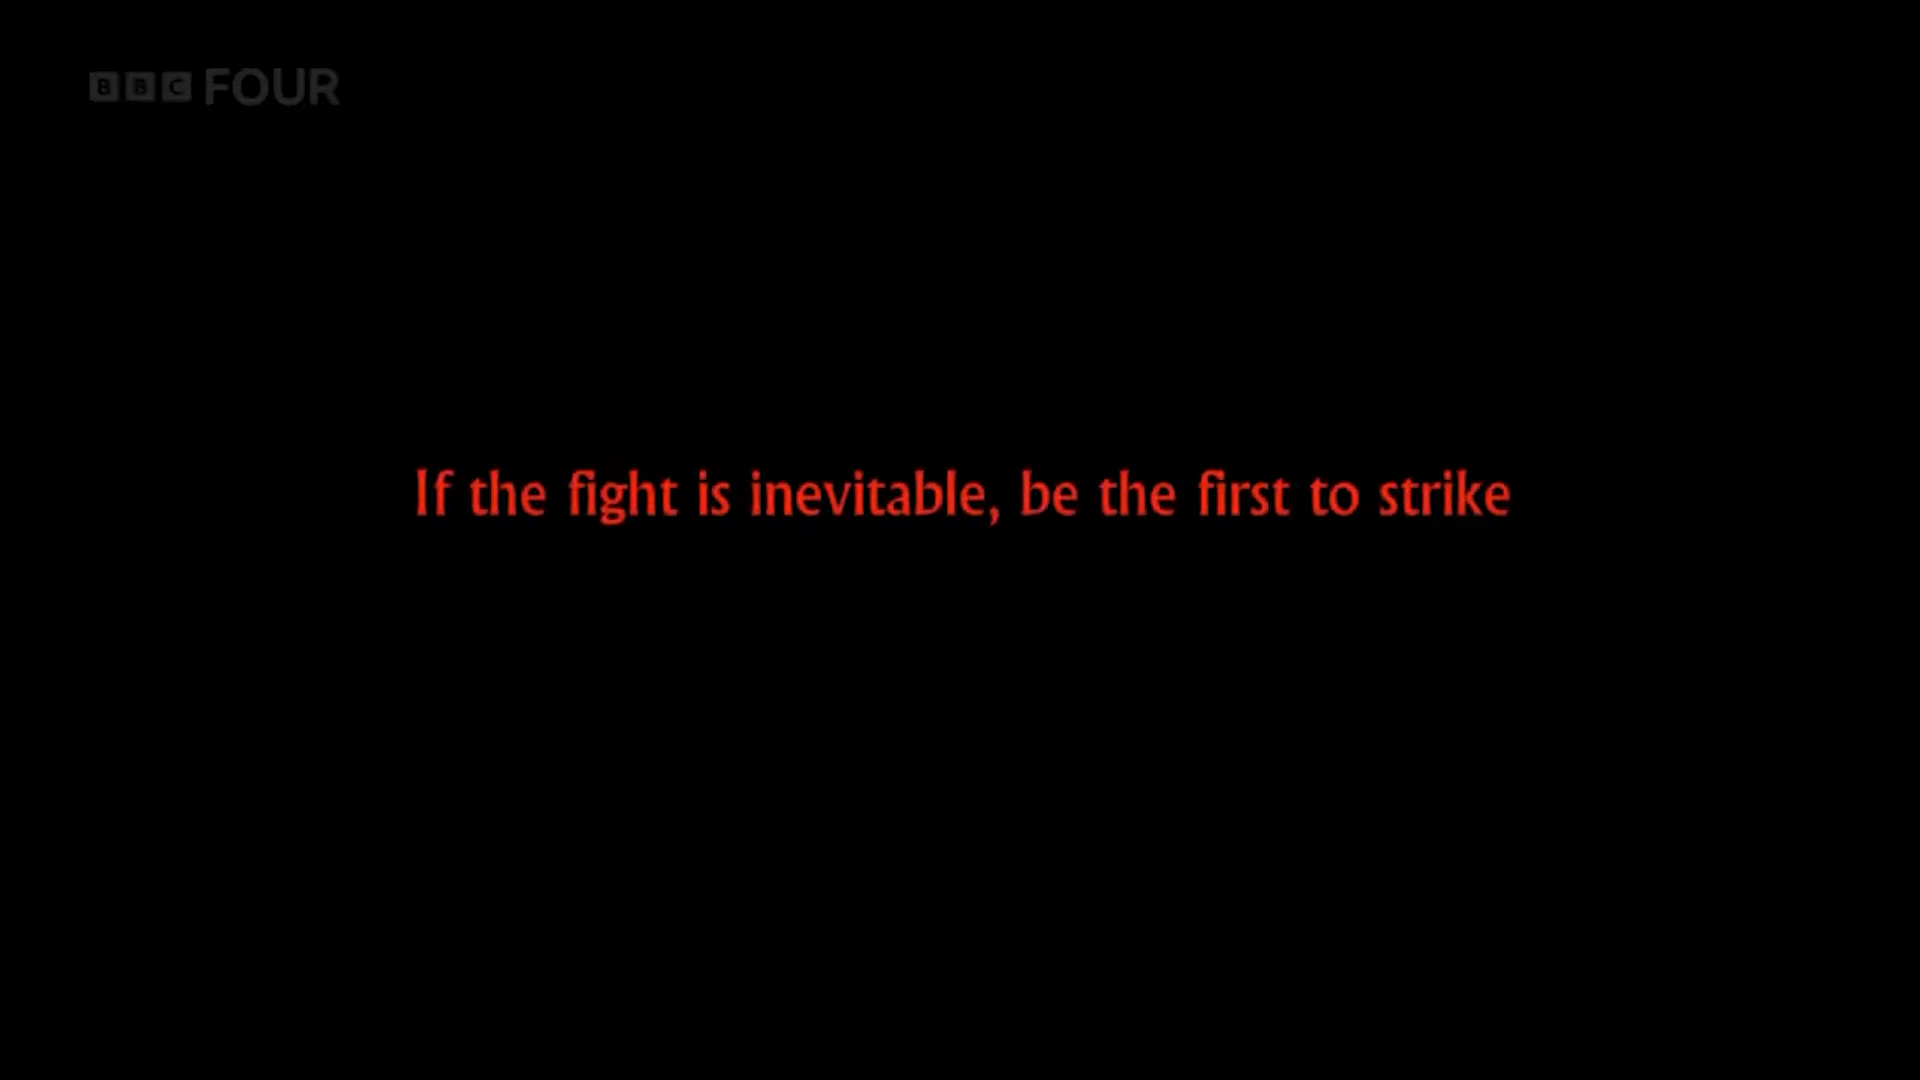 BBC FOUR
If the fight is inevitable, be the first to strike